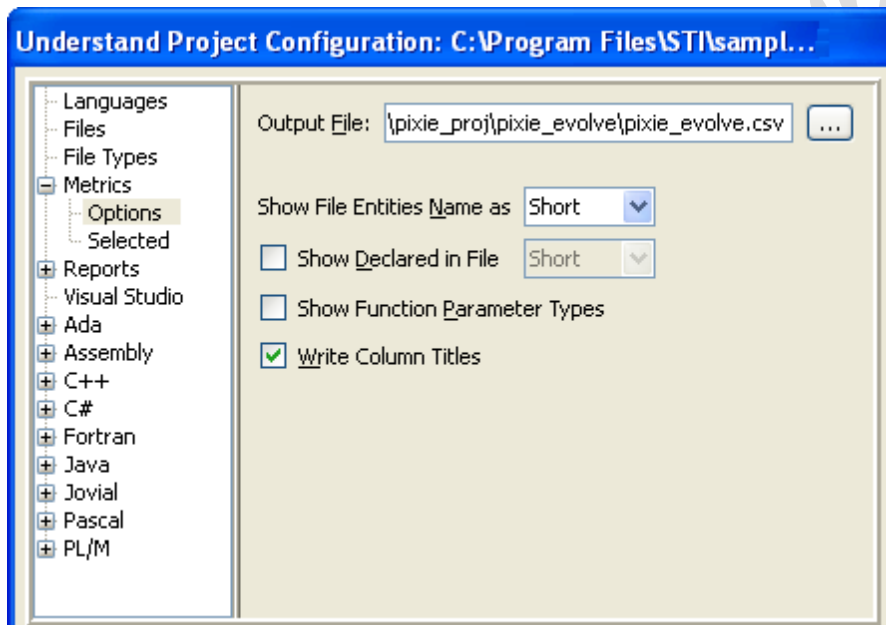 Understand Project Configuration: C:\Program Files\STI\sampl...
Languages
Files
File Types
Metrics
Options
Selected
Reports
Visual Studio
Ada
Assembly
C++
C#
Fortran
Java
Jovial
Pascal
PL/M
Output File: \pixie_proj\pixie_evolve\pixie_evolve.csv ...
Show File Entities Name as Short
Show Declared in File Short
Show Function Parameter Types
Write Column Titles